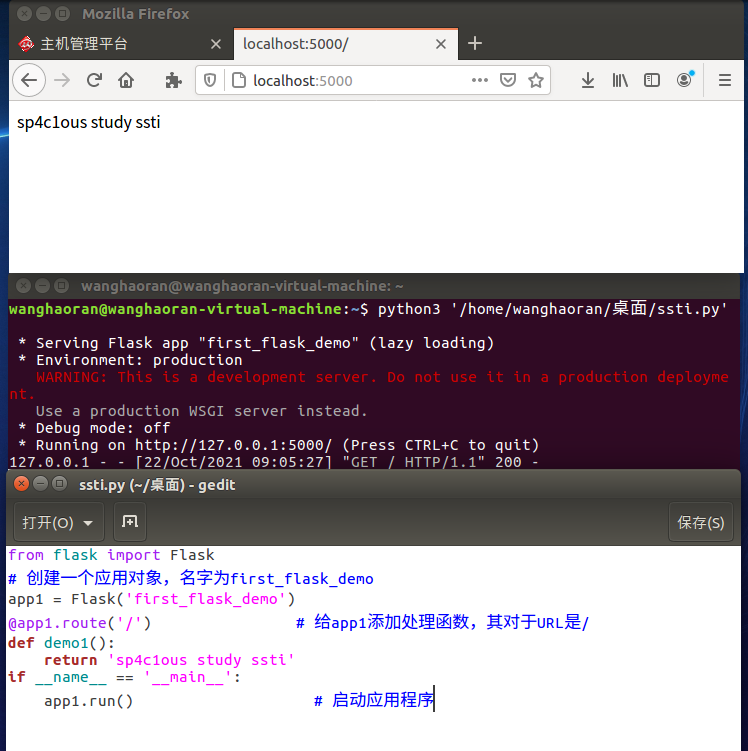 Mozilla Firefox
主机管理平台
localhost:5000/
localhost:5000
sp4c1ous study ssti
wanghaoran@wanghaoran-virtual-machine: ~
wanghaoran@wanghaoran-virtual-machine:~$ python3 '/home/wanghaoran/桌面/ssti.py'
* Serving Flask app "first_flask_demo" (lazy loading)
* Environment: production
WARNING: This is a development server. Do not use it in a production deployme
nt.
Use a production WSGI server instead.
* Debug mode: off
* Running on http://127.0.0.1:5000/ (Press CTRL+C to quit)
127.0.0.1 - - [22/Oct/2021 09:05:27] "GET / HTTP/1.1" 200 -
ssti.py (~/桌面) - gedit
打开(O)
保存(S)
from flask import Flask
# 创建一个应用对象，名字为first_flask_demo
app1 = Flask('first_flask_demo')
@app1.route('/') # 给app1添加处理函数，其对于URL是/
def demo1():
    return 'sp4c1ous study ssti'
if __name__ == '__main__':
    app1.run() # 启动应用程序